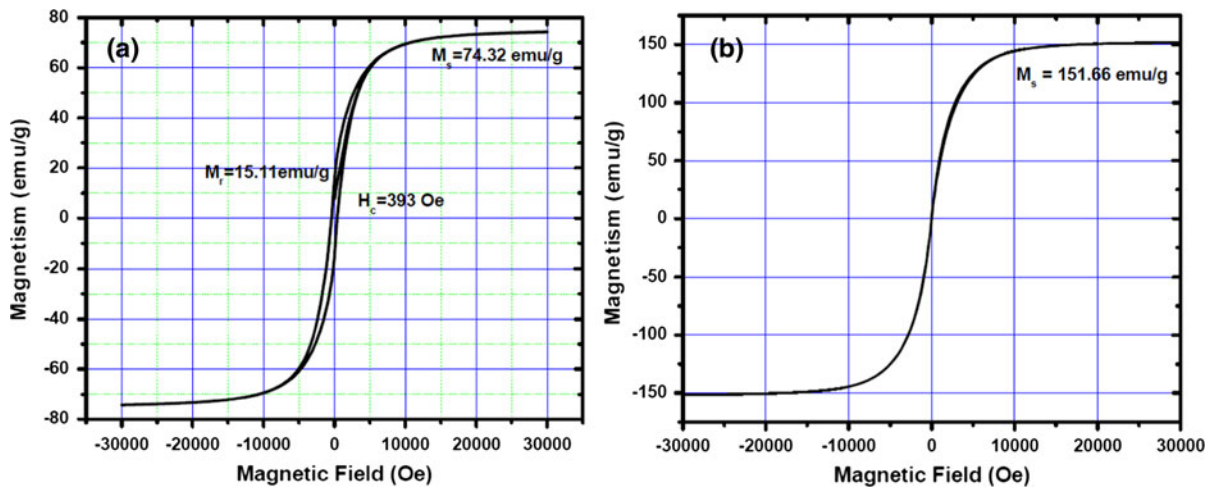 (a)
80
60
40
20
0
-20
-40
-60
-80
Magnetism (emu/g)
Ms=74.32 emu/g
Mr=15.11emu/g
Hc=393 Oe
-30000 -20000 -10000 0 10000 20000 30000
Magnetic Field (Oe)
(b)
150
100
50
0
-50
-100
-150
Magnetism (emu/g)
Ms = 151.66 emu/g
-30000 -20000 -10000 0 10000 20000 30000
Magnetic Field (Oe)